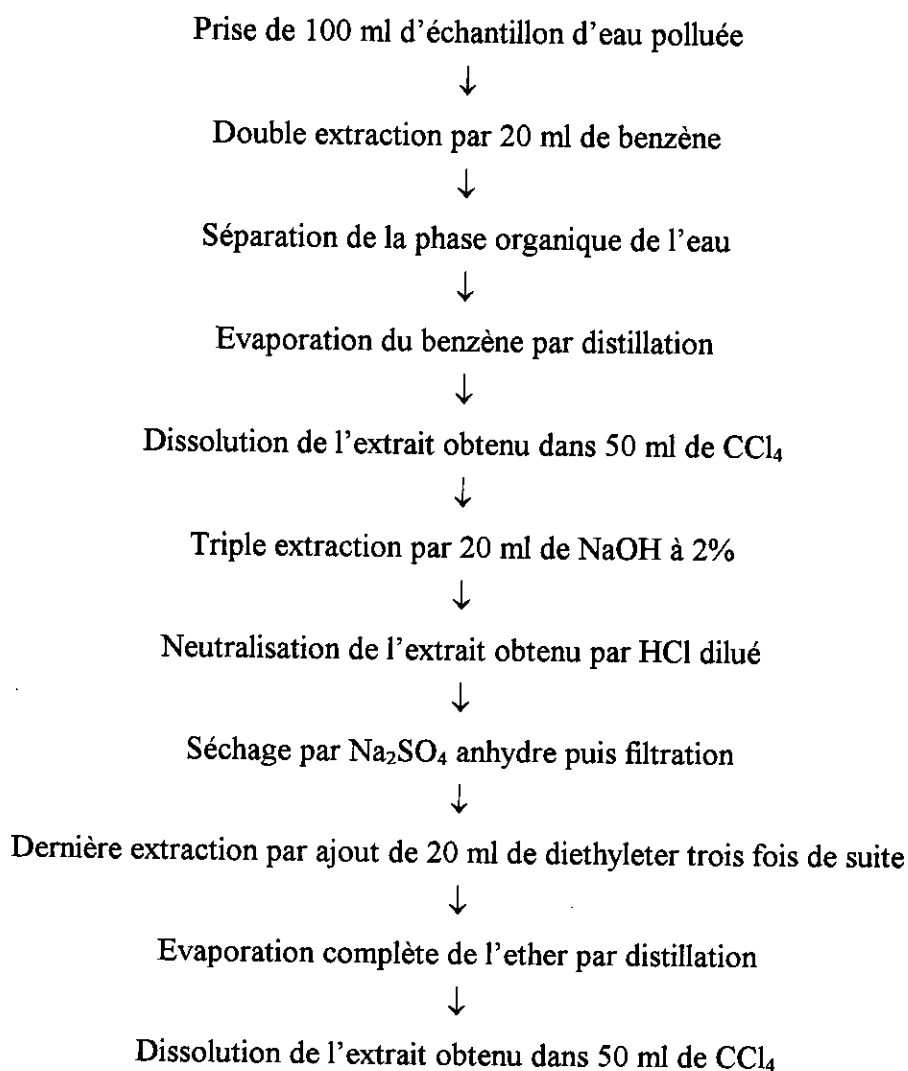 Prise de 100 ml d'échantillon d'eau polluée
↓
Double extraction par 20 ml de benzène
↓
Séparation de la phase organique de l'eau
↓
Evaporation du benzène par distillation
↓
Dissolution de l'extrait obtenu dans 50 ml de CCl₄
↓
Triple extraction par 20 ml de NaOH à 2%
↓
Neutralisation de l'extrait obtenu par HCl dilué
↓
Séchage par Na₂SO₄ anhydre puis filtration
↓
Dernière extraction par ajout de 20 ml de diethyleter trois fois de suite
↓
Evaporation complète de l'ether par distillation
↓
Dissolution de l'extrait obtenu dans 50 ml de CCl₄